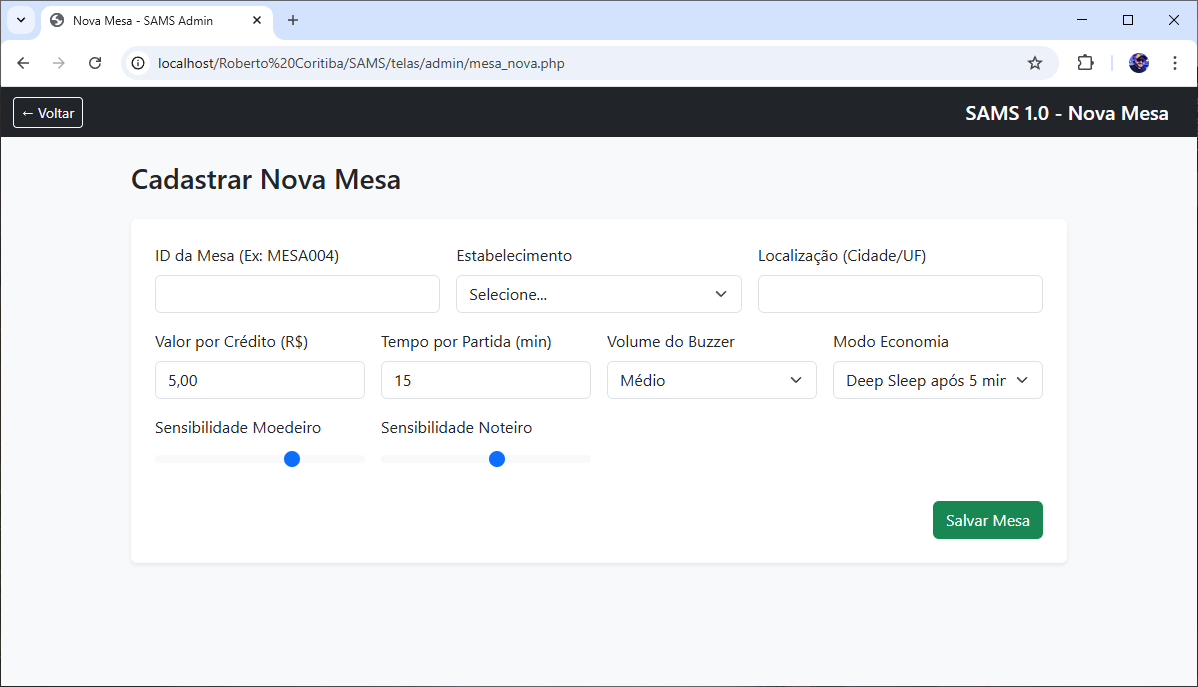 Nova Mesa - SAMS Admin
localhost/Roberto%20Coritiba/SAMS/telas/admin/mesa_nova.php
← Voltar
SAMS 1.0 - Nova Mesa
Cadastrar Nova Mesa
ID da Mesa (Ex: MESA004)
Estabelecimento
Localização (Cidade/UF)
Selecione...
Valor por Crédito (R$)
Tempo por Partida (min)
Volume do Buzzer
Modo Economia
5,00
15
Médio
Deep Sleep após 5 min
Sensibilidade Moedeiro
Sensibilidade Noteiro
Salvar Mesa